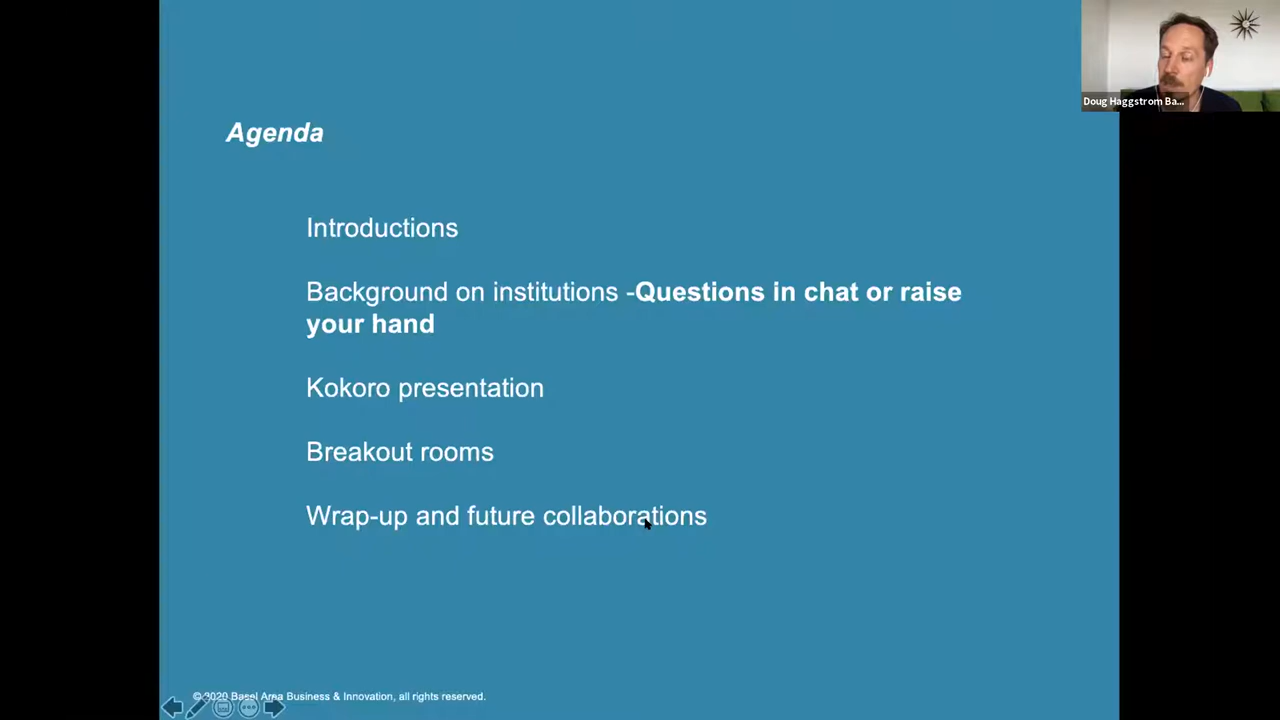 Agenda
Introductions
Background on institutions -Questions in chat or raise
your hand
Kokoro presentation
Breakout rooms
Wrap-up and future collaborations
© 2020 Basel Area Business & Innovation, all rights reserved.
Doug Haggstrom Ba...